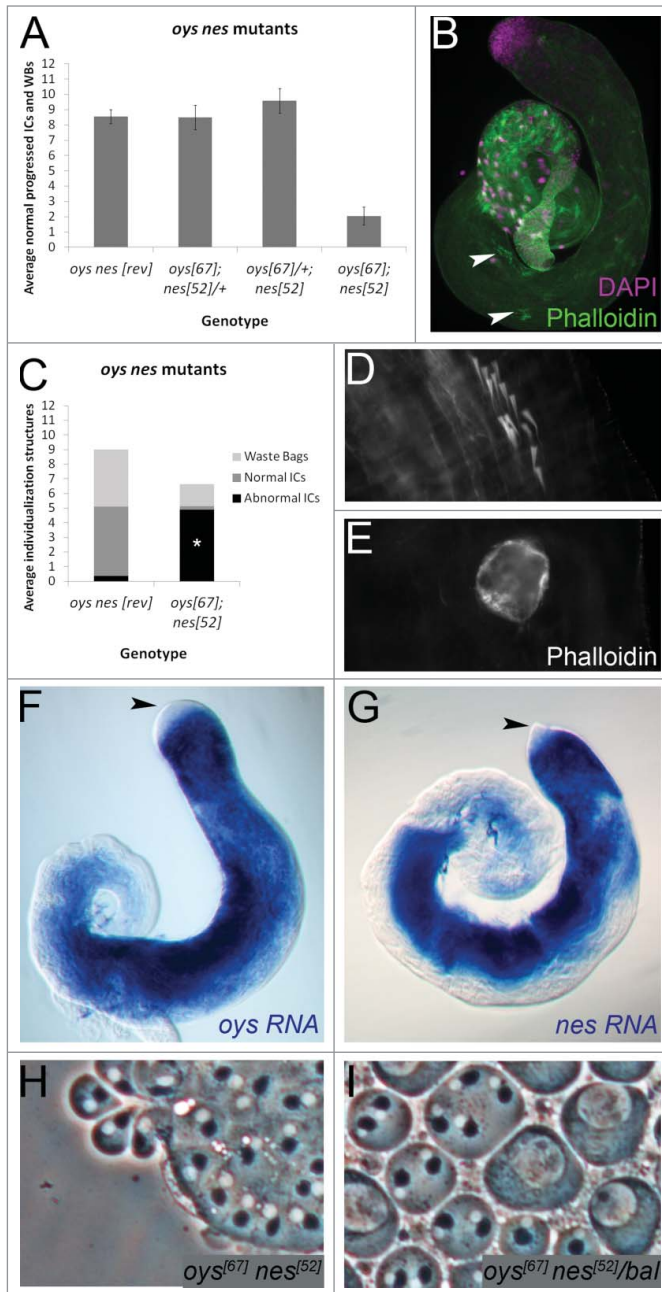 A
oys nes mutants
Average normal progressed ICs and WBs
12
11
10
9
8
7
6
5
4
3
2
1
0
oys nes [rev]
oys[67];
nes[52]/+
oys[67]/+;
nes[52]
oys[67];
nes[52]
Genotype
B
DAPI
Phalloidin
C
oys nes mutants
Average individualization structures
12
11
10
9
8
7
6
5
4
3
2
1
0
*
Waste Bags
Normal ICs
Abnormal ICs
oys nes [rev]
oys[67];
nes[52]
Genotype
D
E
Phalloidin
F
oys RNA
G
nes RNA
H
oys[67] nes[52]
I
oys[67] nes[52]/bal